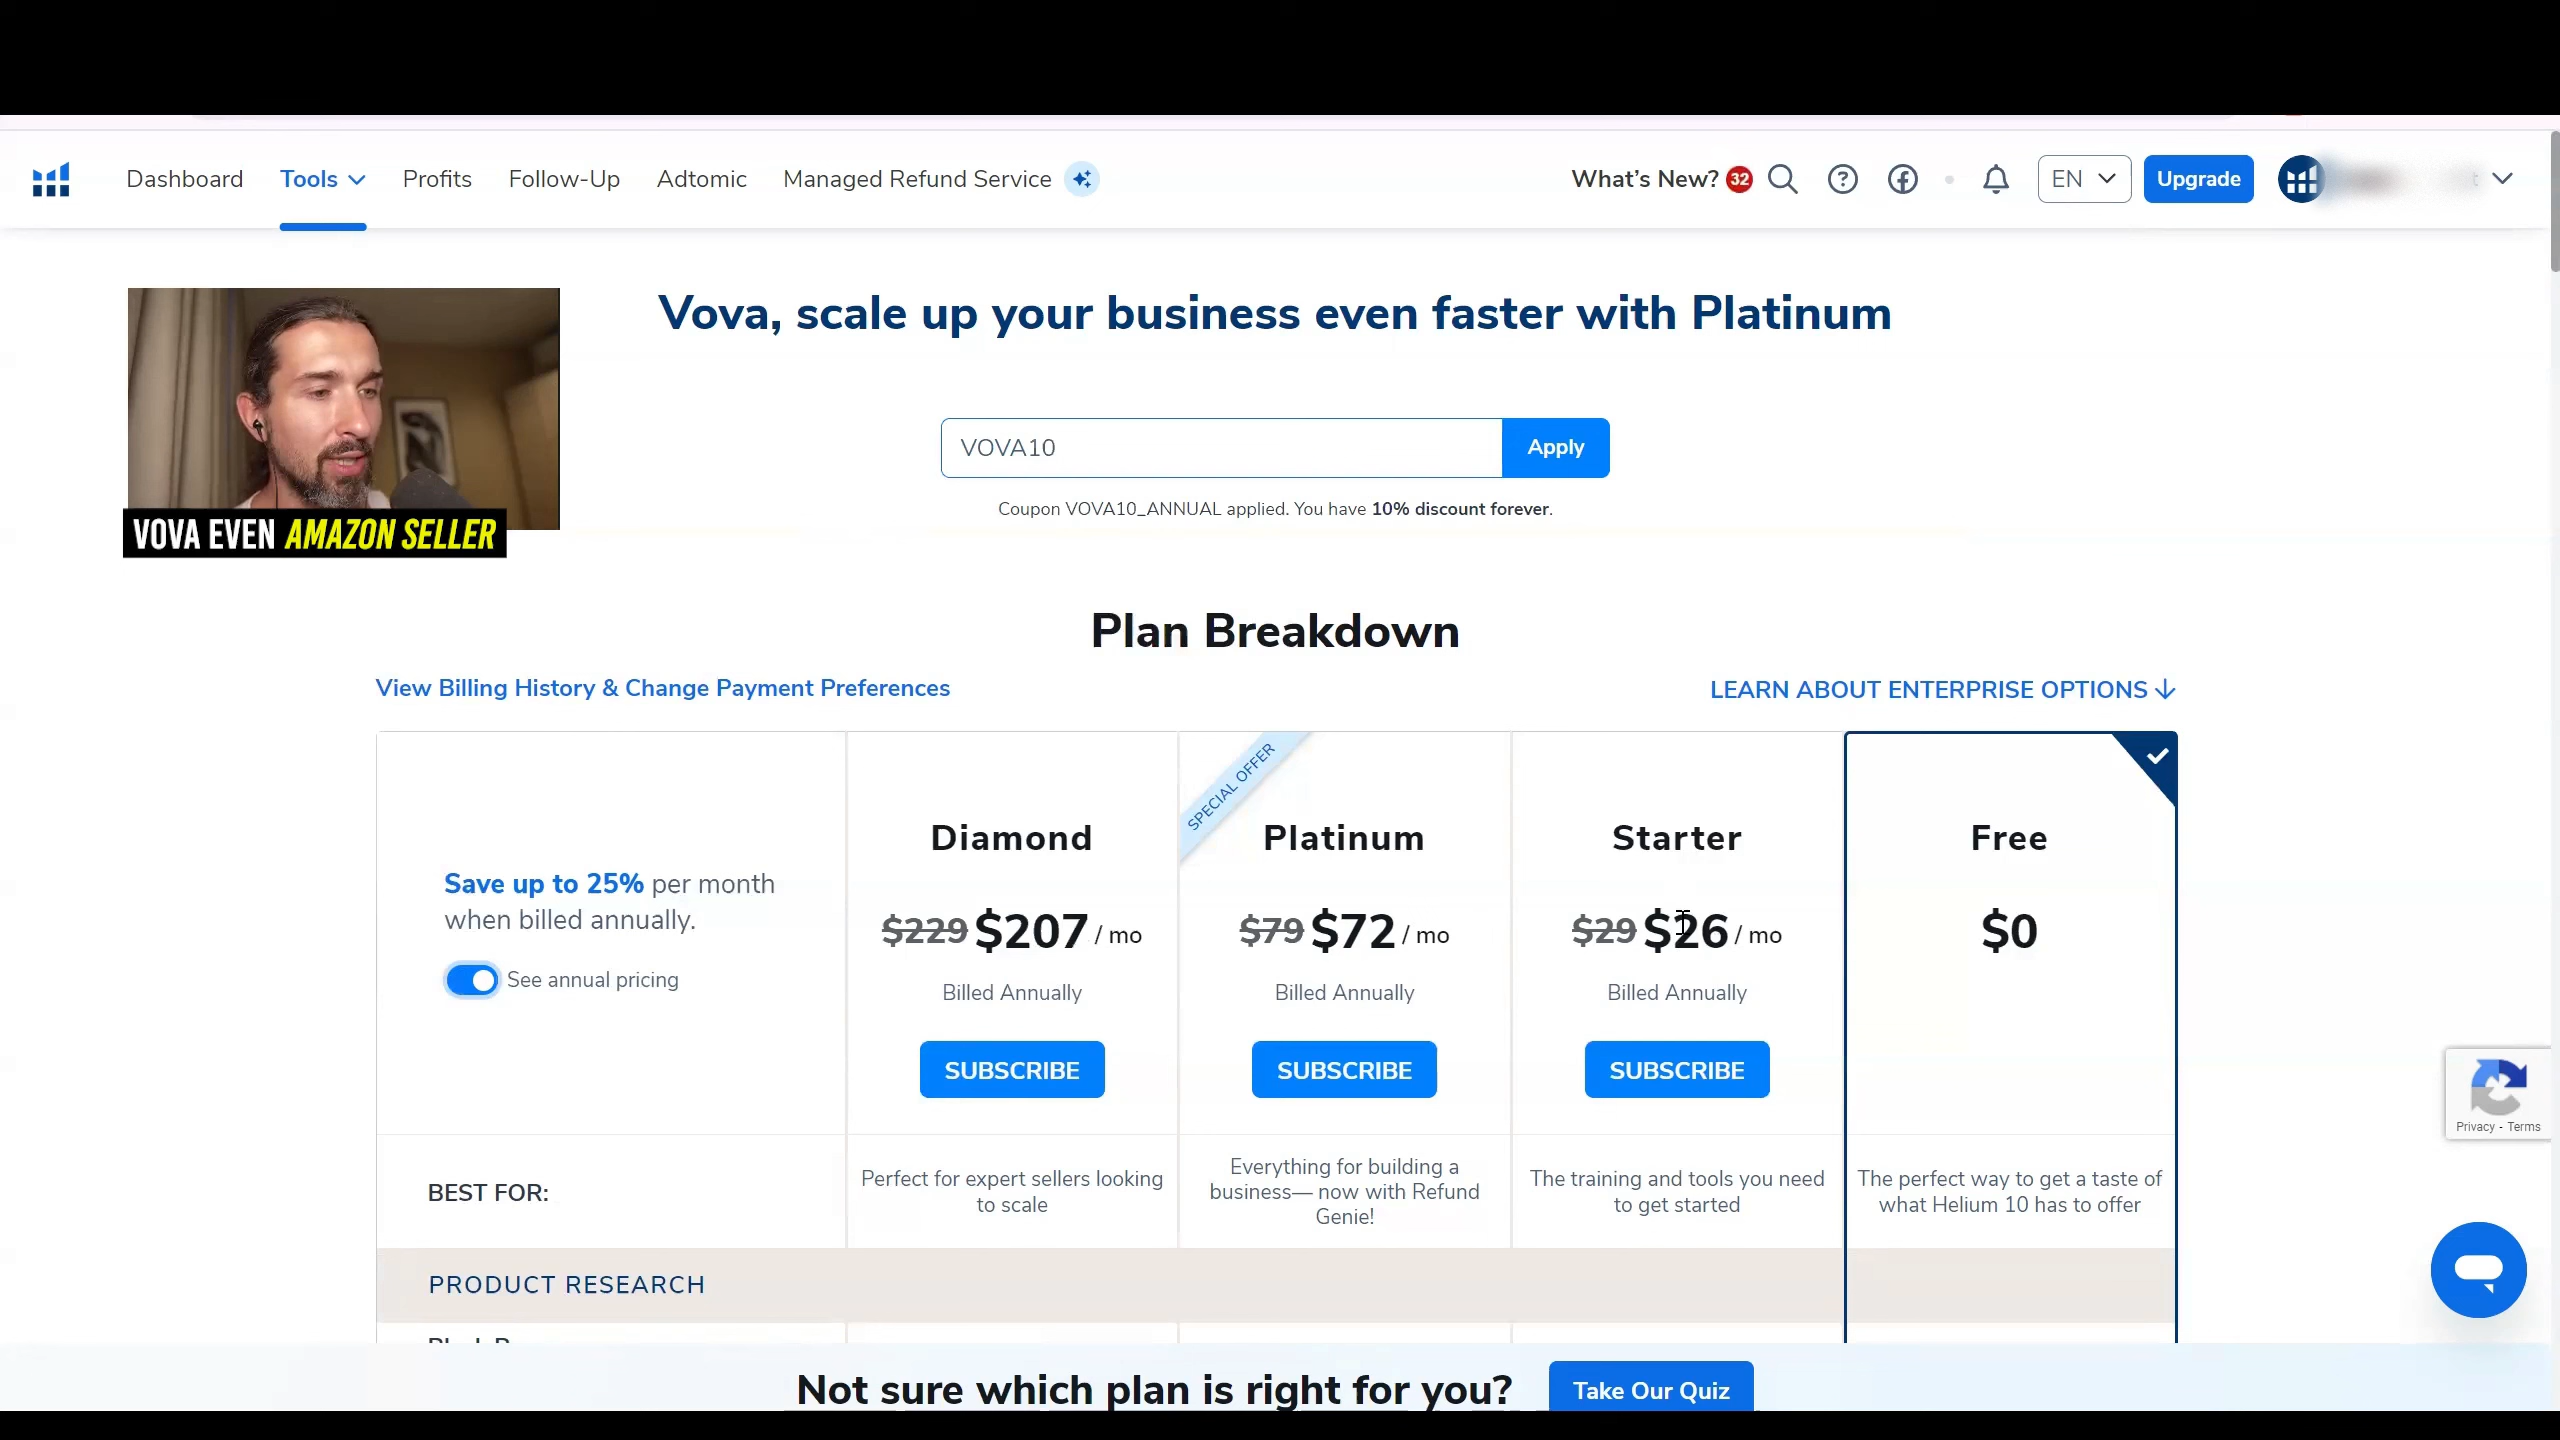 Dashboard Tools Profits Follow-Up Adtomic Managed Refund Service What's New? 32 EN Upgrade
Vova, scale up your business even faster with Platinum
VOVA10 Apply
Coupon VOVA10_ANNUAL applied. You have 10% discount forever.
VOVA EVEN AMAZON SELLER
Plan Breakdown
View Billing History & Change Payment Preferences
LEARN ABOUT ENTERPRISE OPTIONS
Save up to 25% per month
when billed annually.
See annual pricing
Diamond
$229 $207 / mo
Billed Annually
SUBSCRIBE
SPECIAL OFFER
Platinum
$79 $72 / mo
Billed Annually
SUBSCRIBE
Starter
$29 $26 / mo
Billed Annually
SUBSCRIBE
Free
$0
BEST FOR:
Perfect for expert sellers looking
to scale
Everything for building a
business— now with Refund
Genie!
The training and tools you need
to get started
The perfect way to get a taste of
what Helium 10 has to offer
PRODUCT RESEARCH
Privacy - Terms
Not sure which plan is right for you? Take Our Quiz